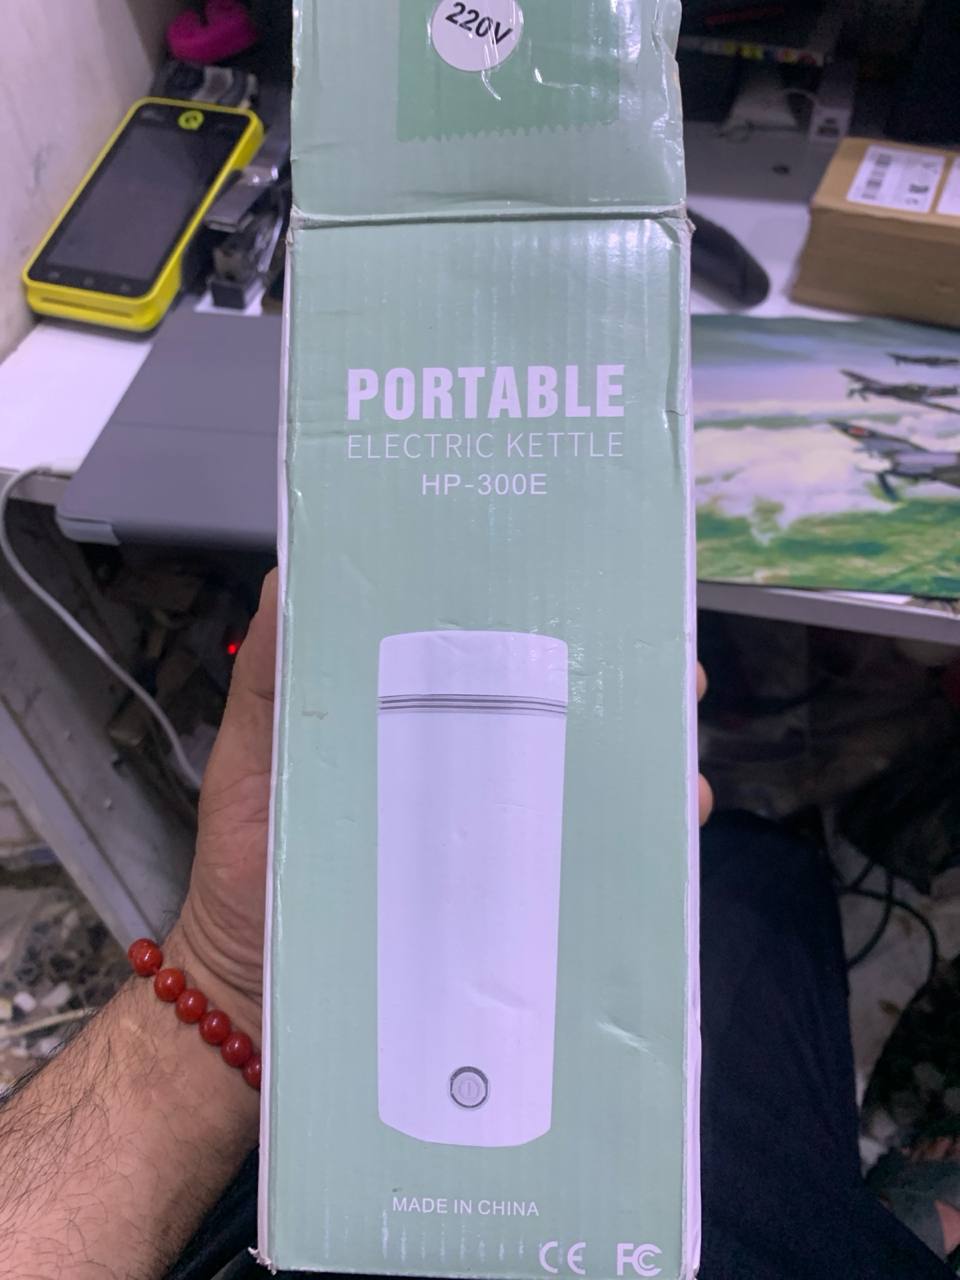 220V
PORTABLE
ELECTRIC KETTLE
HP-300E
MADE IN CHINA
CE FC